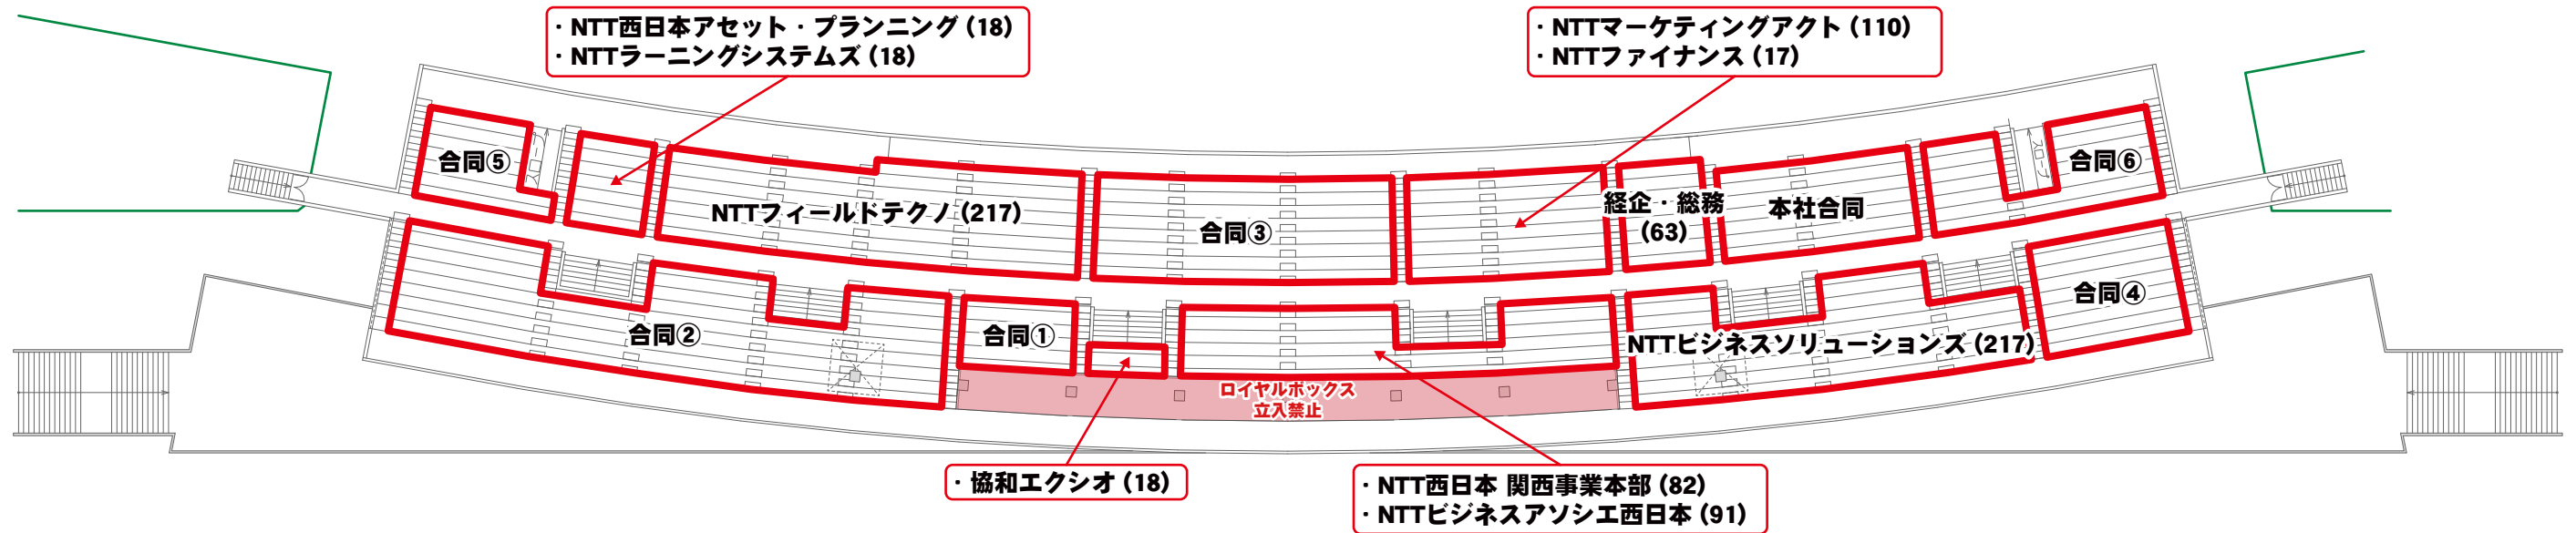 ・NTT西日本アセット・プランニング（18）
・NTTラーニングシステムズ（18）
・NTTマーケティングアクト（110）
・NTTファイナンス（17）
合同⑤
スロープ
NTTフィールドテクノ（217）
合同③
経企・総務
（63）
本社合同
スロープ
合同⑥
合同②
合同①
NTTビジネスソリューションズ（217）
合同④
ロイヤルボックス
立入禁止
・協和エクシオ（18）
・NTT西日本 関西事業本部（82）
・NTTビジネスアソシエ西日本（91）